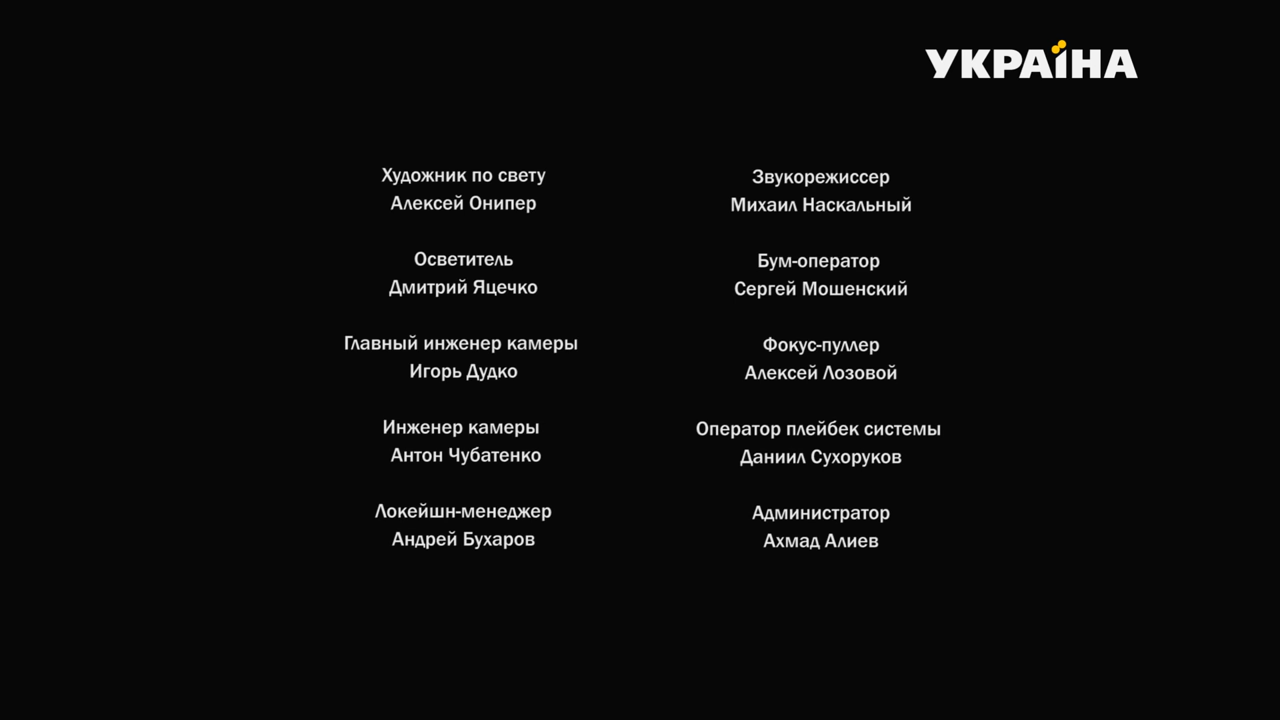 УКРАЇНА
Художник по свету
Алексей Онипер
Осветитель
Дмитрий Яцечко
Главный инженер камеры
Игорь Дудко
Инженер камеры
Антон Чубатенко
Локейшн-менеджер
Андрей Бухаров
Звукорежиссер
Михаил Наскальный
Бум-оператор
Сергей Мошенский
Фокус-пуллер
Алексей Лозовой
Оператор плейбек системы
Даниил Сухоруков
Администратор
Ахмад Алиев